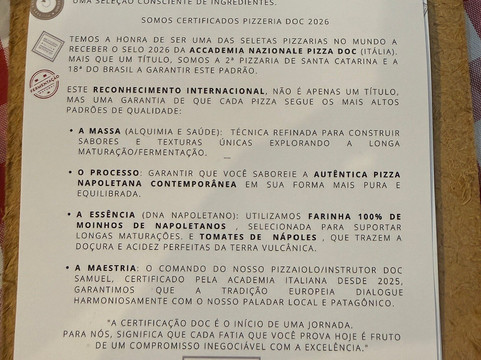 UMA SELEÇÃO CONSCIENTE DE INGREDIENTES.
SOMOS CERTIFICADOS PIZZERIA DOC 2026
TEMOS A HONRA DE SER UMA DAS SELETAS PIZZARIAS NO MUNDO A
RECEBER O SELO 2026 DA ACCADEMIA NAZIONALE PIZZA DOC (ITÁLIA).
MAIS QUE UM TÍTULO, SOMOS A 2ª PIZZARIA DE SANTA CATARINA E A
18ª DO BRASIL A GARANTIR ESTE PADRÃO.
FERMENTAÇÃO
ESTE RECONHECIMENTO INTERNACIONAL, NÃO É APENAS UM TÍTULO,
MAS UMA GARANTIA DE QUE CADA PIZZA SEGUE OS MAIS ALTOS
PADRÕES DE QUALIDADE:
• A MASSA (ALQUIMIA E SAÚDE): TÉCNICA REFINADA PARA CONSTRUIR
SABORES E TEXTURAS ÚNICAS EXPLORANDO A LONGA
MATURAÇÃO/FERMENTAÇÃO.
• O PROCESSO: GARANTIR QUE VOCÊ SABOREIE A AUTÊNTICA PIZZA
NAPOLETANA CONTEMPORÂNEA EM SUA FORMA MAIS PURA E
EQUILIBRADA.
• A ESSÊNCIA (DNA NAPOLETANO): UTILIZAMOS FARINHA 100% DE
MOINHOS DE NAPOLETANOS , SELECIONADA PARA SUPORTAR
LONGAS MATURAÇÕES. E TOMATES DE NÁPOLES , QUE TRAZEM A
DOÇURA E ACIDEZ PERFEITAS DA TERRA VULCÂNICA.
• A MAESTRIA: O COMANDO DO NOSSO PIZZAIOLO/INSTRUTOR DOC
SAMUEL, CERTIFICADO PELA ACADEMIA ITALIANA DESDE 2025,
GARANTIMOS QUE A TRADIÇÃO EUROPEIA DIALOGUE
HARMONIOSAMENTE COM O NOSSO PALADAR LOCAL E PATAGÔNICO.
"A CERTIFICAÇÃO DOC É O INÍCIO DE UMA JORNADA.
PARA NÓS, SIGNIFICA QUE CADA FATIA QUE VOCÊ PROVA HOJE É FRUTO
DE UM COMPROMISSO INEGOCIÁVEL COM A EXCELÊNCIA."